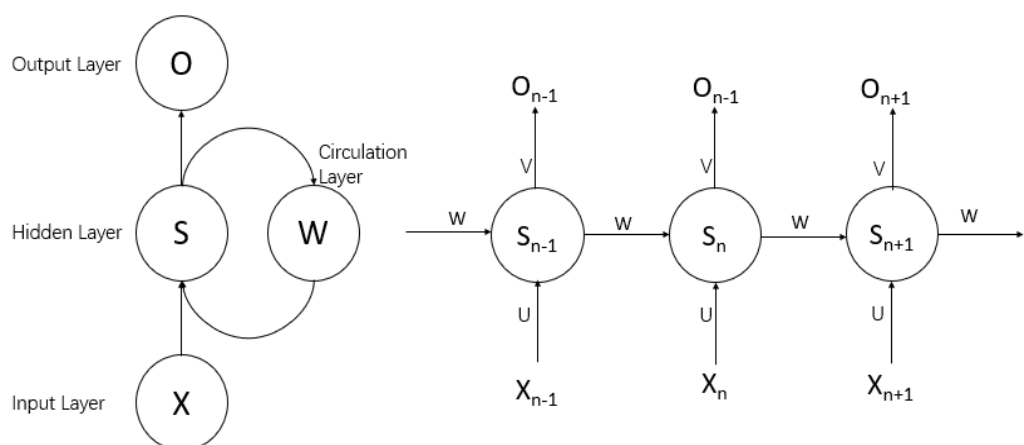 Output Layer
O
Circulation
Layer
Hidden Layer
S
W
Input Layer
X
Oₙ₋₁
Oₙ₋₁
Oₙ₊₁
V
V
V
W
Sₙ₋₁
W
Sₙ
W
Sₙ₊₁
W
U
U
U
Xₙ₋₁
Xₙ
Xₙ₊₁